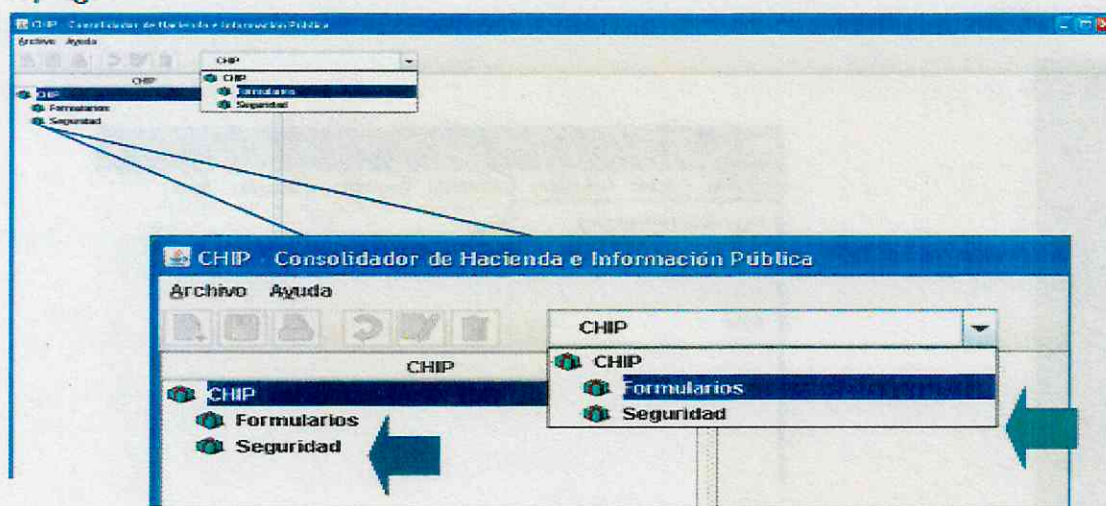 CHIP - Consolidador de Hacienda e Información Pública
Archivo Ayuda
CHIP
CHIP
CHIP
Formularios
Seguridad
CHIP
Formularios
Seguridad
CHIP - Consolidador de Hacienda e Información Pública
Archivo Ayuda
CHIP
CHIP
CHIP
Formularios
Seguridad
CHIP
Formularios
Seguridad